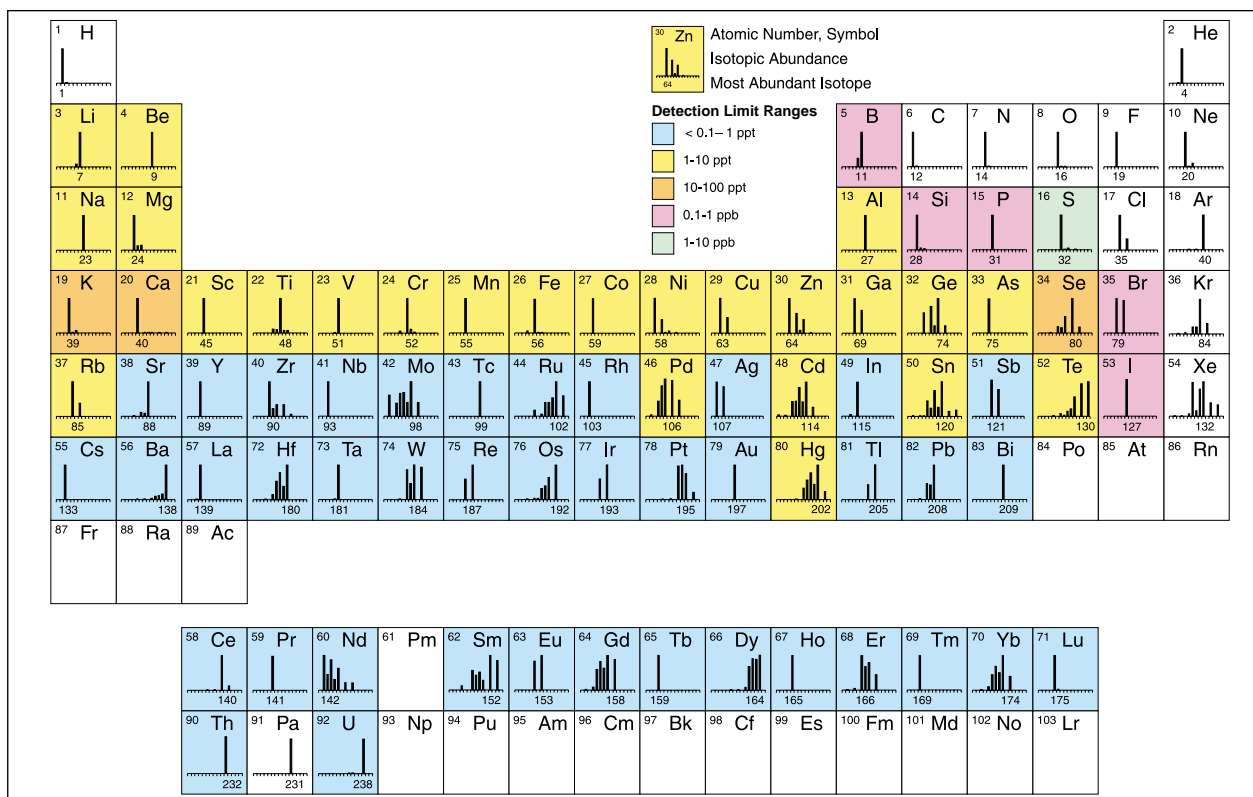 1 H
1
30 Zn
64
Atomic Number, Symbol
Isotopic Abundance
Most Abundant Isotope
2 He
4
3 Li
7
4 Be
9
Detection Limit Ranges
< 0.1– 1 ppt
1-10 ppt
10-100 ppt
0.1-1 ppb
1-10 ppb
5 B
11
6 C
12
7 N
14
8 O
16
9 F
19
10 Ne
20
11 Na
23
12 Mg
24
13 Al
27
14 Si
28
15 P
31
16 S
32
17 Cl
35
18 Ar
40
19 K
39
20 Ca
40
21 Sc
45
22 Ti
48
23 V
51
24 Cr
52
25 Mn
55
26 Fe
56
27 Co
59
28 Ni
58
29 Cu
63
30 Zn
64
31 Ga
69
32 Ge
74
33 As
75
34 Se
80
35 Br
79
36 Kr
84
37 Rb
85
38 Sr
88
39 Y
89
40 Zr
90
41 Nb
93
42 Mo
98
43 Tc
99
44 Ru
102
45 Rh
103
46 Pd
106
47 Ag
107
48 Cd
114
49 In
115
50 Sn
120
51 Sb
121
52 Te
130
53 I
127
54 Xe
132
55 Cs
133
56 Ba
138
57 La
139
72 Hf
180
73 Ta
181
74 W
184
75 Re
187
76 Os
192
77 Ir
193
78 Pt
195
79 Au
197
80 Hg
202
81 Tl
205
82 Pb
208
83 Bi
209
84 Po
85 At
86 Rn
87 Fr
88 Ra
89 Ac
58 Ce
140
59 Pr
141
60 Nd
142
61 Pm
62 Sm
152
63 Eu
153
64 Gd
158
65 Tb
159
66 Dy
164
67 Ho
165
68 Er
166
69 Tm
169
70 Yb
174
71 Lu
175
90 Th
232
91 Pa
231
92 U
238
93 Np
94 Pu
95 Am
96 Cm
97 Bk
98 Cf
99 Es
100 Fm
101 Md
102 No
103 Lr